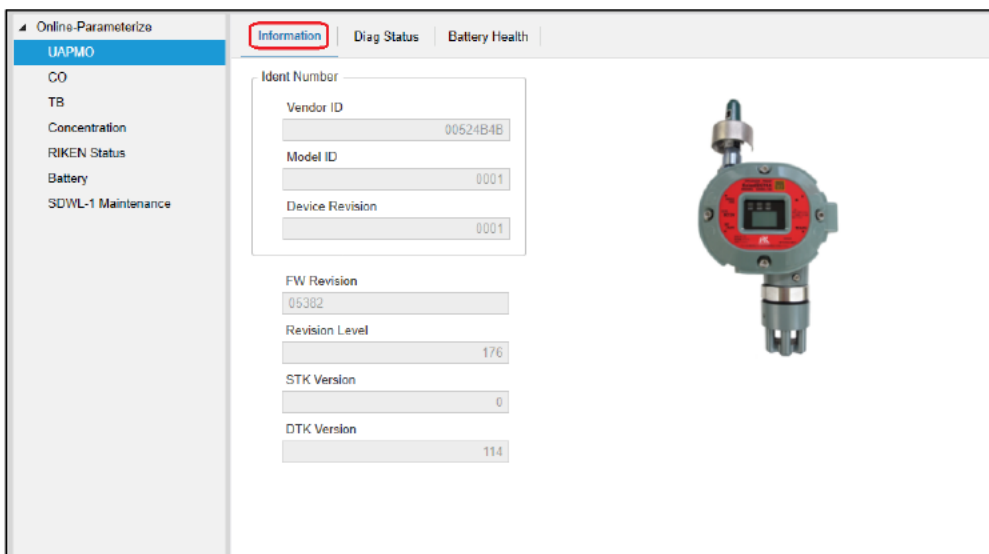 Online-Parameterize
UAPMO
CO
TB
Concentration
RIKEN Status
Battery
SDWL-1 Maintenance
Information
Diag Status
Battery Health
Ident Number
Vendor ID
00524B4B
Model ID
0001
Device Revision
0001
FW Revision
05382
Revision Level
176
STK Version
0
DTK Version
114